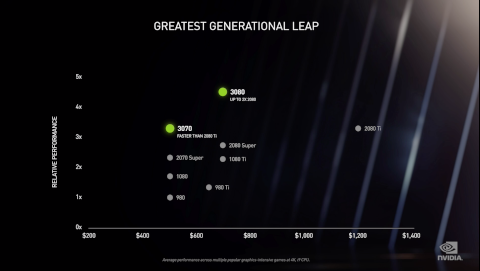 GREATEST GENERATIONAL LEAP
RELATIVE PERFORMANCE
5x
4x
3x
2x
1x
0x
3080
UP TO 2X 2080
3070
FASTER THAN 2080 Ti
2080 Ti
2080 Super
2070 Super
1080 Ti
1080
980 Ti
980
$200
$400
$600
$800
$1,000
$1,200
$1,400
Average performance across multiple popular graphics-intensive games at 4K, i9 CPU.
NVIDIA.